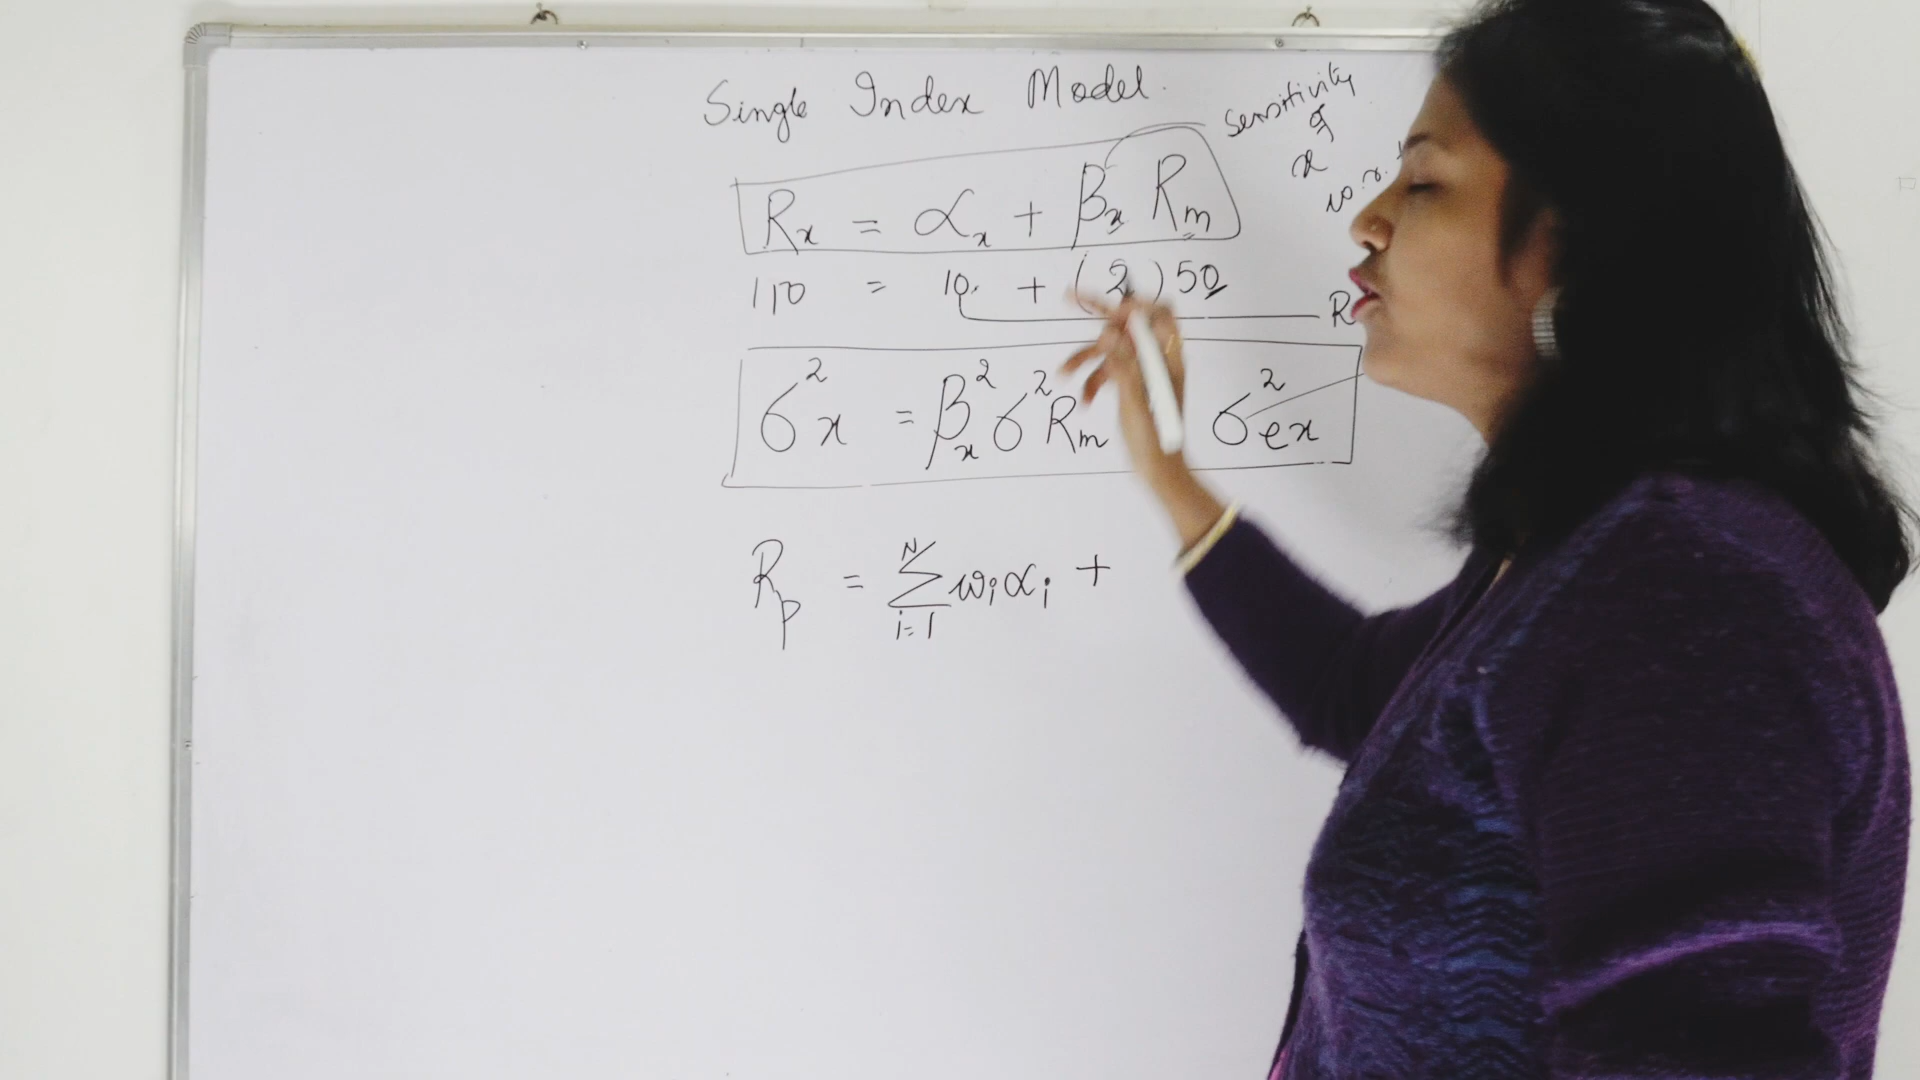 Single Index Model.
sensitivity
of
x
w.r.t
Rx = αx + βx Rm
110 = 10 + (2) 50
R
σ²x = βx² σ²Rm σ²ex
Rp = N∑i=1 wiαi +